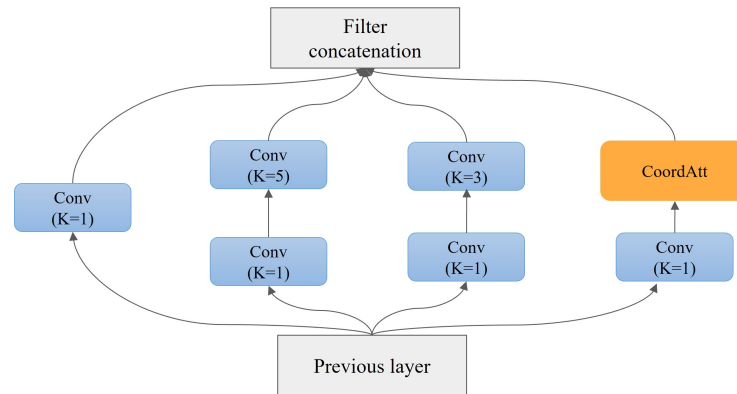 Filter
concatenation
Conv
(K=5)
Conv
(K=3)
CoordAtt
Conv
(K=1)
Conv
(K=1)
Conv
(K=1)
Conv
(K=1)
Previous layer